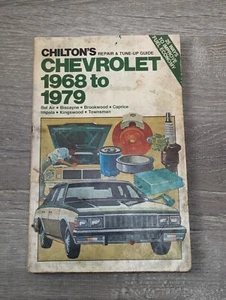 CHILTON'S REPAIR & TUNE-UP GUIDE
CHEVROLET
1968 to
1979
Bel Air • Biscayne • Brookwood • Caprice
Impala • Kingswood • Townsman